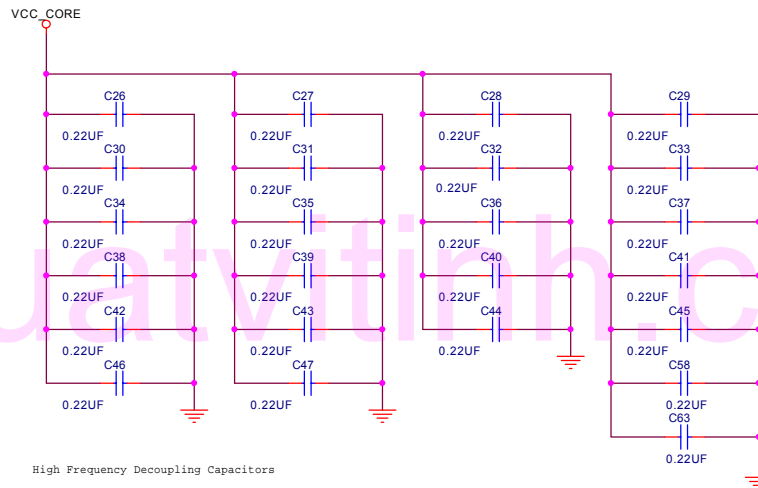 VCC_CORE
C26 C27 C28 C29
0.22UF 0.22UF 0.22UF 0.22UF
C30 C31 C32 C33
0.22UF 0.22UF 0.22UF 0.22UF
C34 C35 C36 C37
0.22UF 0.22UF 0.22UF 0.22UF
C38 C39 C40 C41
0.22UF 0.22UF 0.22UF 0.22UF
C42 C43 C44 C45
0.22UF 0.22UF 0.22UF 0.22UF
C46 C47 C58
0.22UF 0.22UF 0.22UF
C63
0.22UF
High Frequency Decoupling Capacitors
uatvitinh.c